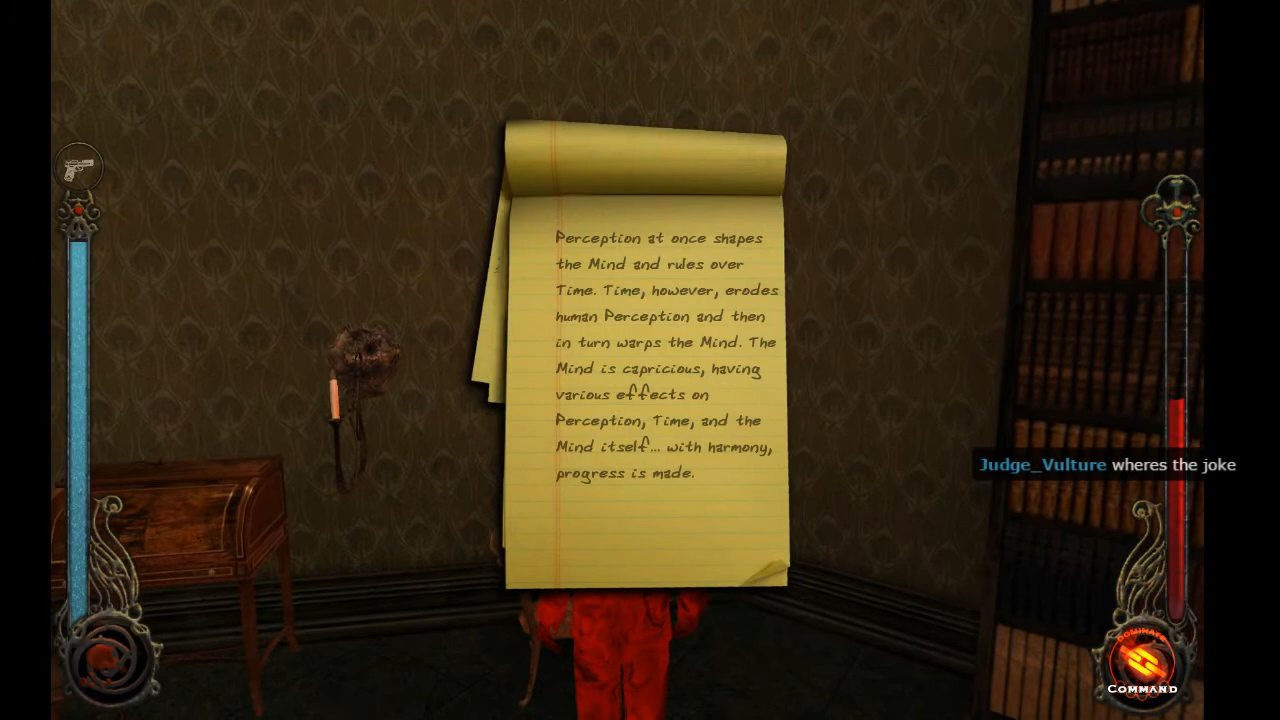 Perception at once shapes
the Mind and rules over
Time. Time, however, erodes
human Perception and then
in turn warps the Mind. The
Mind is capricious, having
various effects on
Perception, Time, and the
Mind itself... with harmony,
progress is made.
Judge_Vulture wheres the joke
DOMINATE
COMMAND